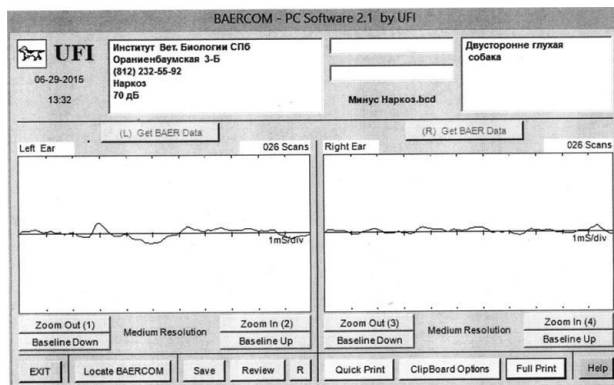 BAERCOM - PC Software 2.1 by UFI
UFI
06-29-2015
13:32
Институт Вет. Биологии СПб
Ораниенбаумская 3-Б
(812) 232-55-92
Наркоз
70 дБ
Минус Наркоз.bcd
Двусторонне глухая
собака
(L) Get BAER Data
(R) Get BAER Data
Left Ear
026 Scans
Right Ear
026 Scans
1mS/div
1mS/div
Zoom Out (1)
Baseline Down
Medium Resolution
Zoom In (2)
Baseline Up
Zoom Out (3)
Baseline Down
Medium Resolution
Zoom In (4)
Baseline Up
EXIT
Locate BAERCOM
Save
Review
R
Quick Print
ClipBoard Options
Full Print
Help